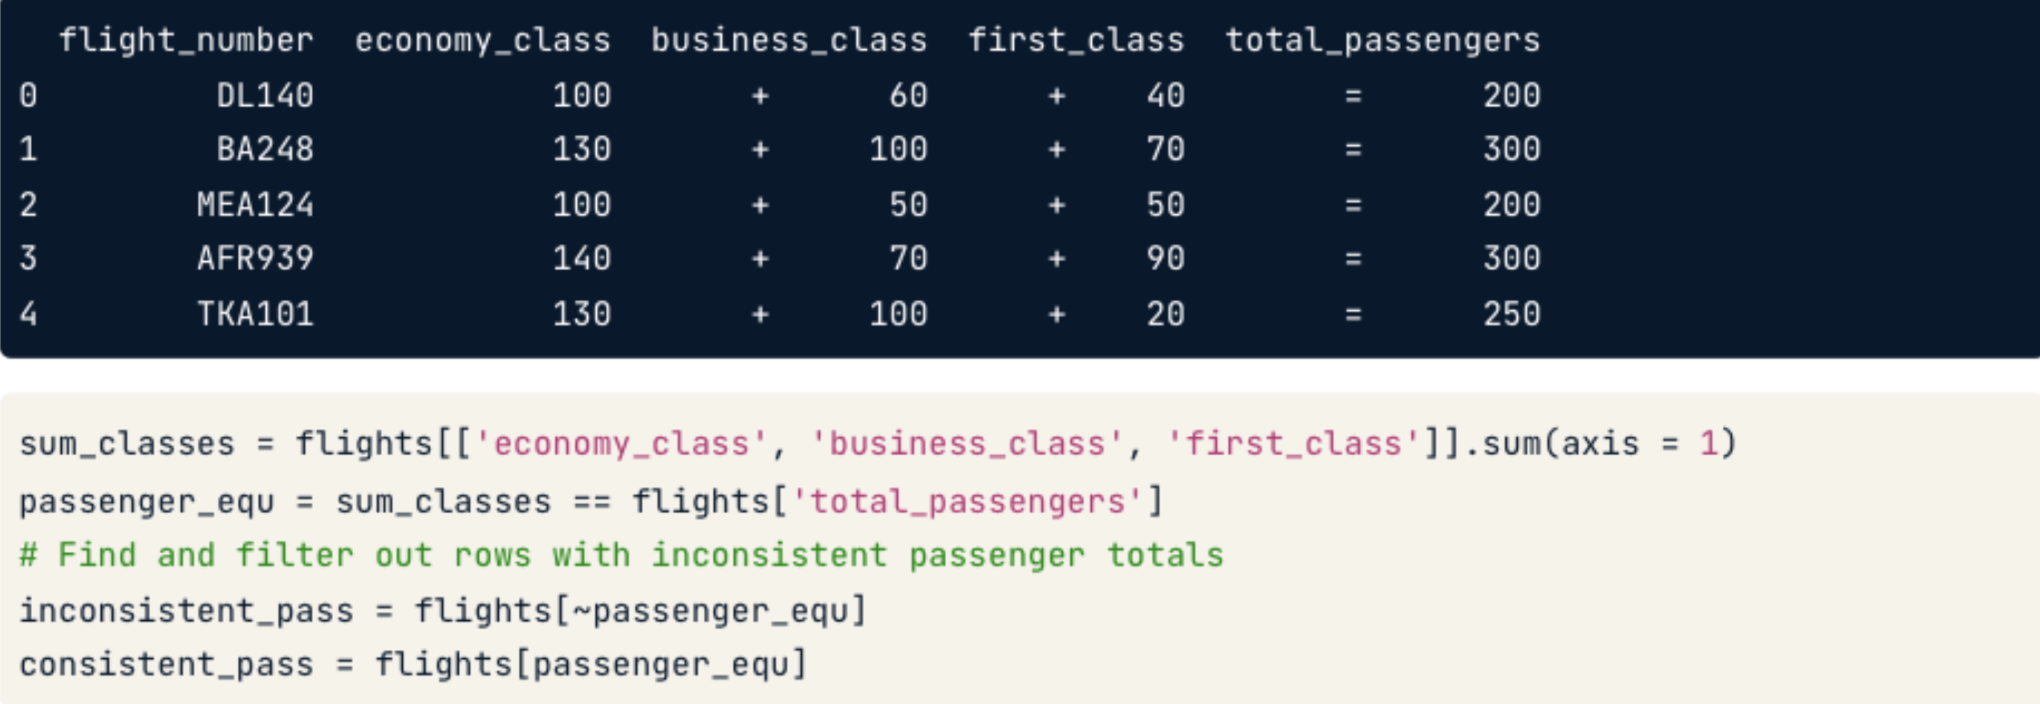 flight_number economy_class business_class first_class total_passengers
0 DL140 100 + 60 + 40 = 200
1 BA248 130 + 100 + 70 = 300
2 MEA124 100 + 50 + 50 = 200
3 AFR939 140 + 70 + 90 = 300
4 TKA101 130 + 100 + 20 = 250
sum_classes = flights[['economy_class', 'business_class', 'first_class']].sum(axis = 1)
passenger_equ = sum_classes == flights['total_passengers']
# Find and filter out rows with inconsistent passenger totals
inconsistent_pass = flights[~passenger_equ]
consistent_pass = flights[passenger_equ]